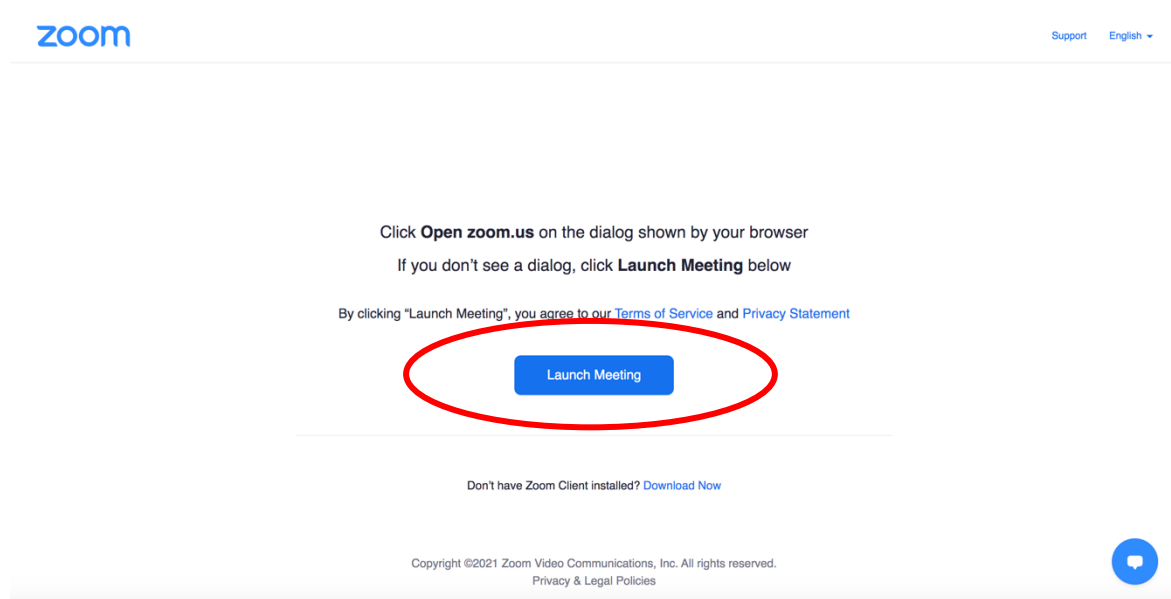 zoom
Support English
Click Open zoom.us on the dialog shown by your browser
If you don't see a dialog, click Launch Meeting below
By clicking “Launch Meeting”, you agree to our Terms of Service and Privacy Statement
Launch Meeting
Don't have Zoom Client installed? Download Now
Copyright ©2021 Zoom Video Communications, Inc. All rights reserved.
Privacy & Legal Policies